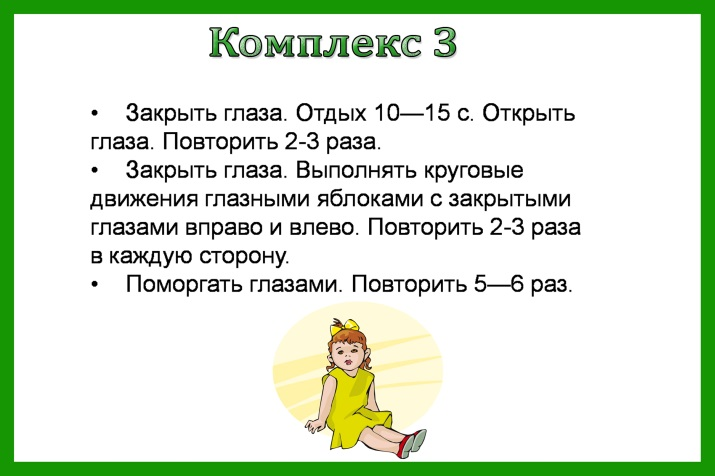 Комплекс 3
• Закрыть глаза. Отдых 10—15 с. Открыть
глаза. Повторить 2-3 раза.
• Закрыть глаза. Выполнять круговые
движения глазными яблоками с закрытыми
глазами вправо и влево. Повторить 2-3 раза
в каждую сторону.
• Поморгать глазами. Повторить 5—6 раз.